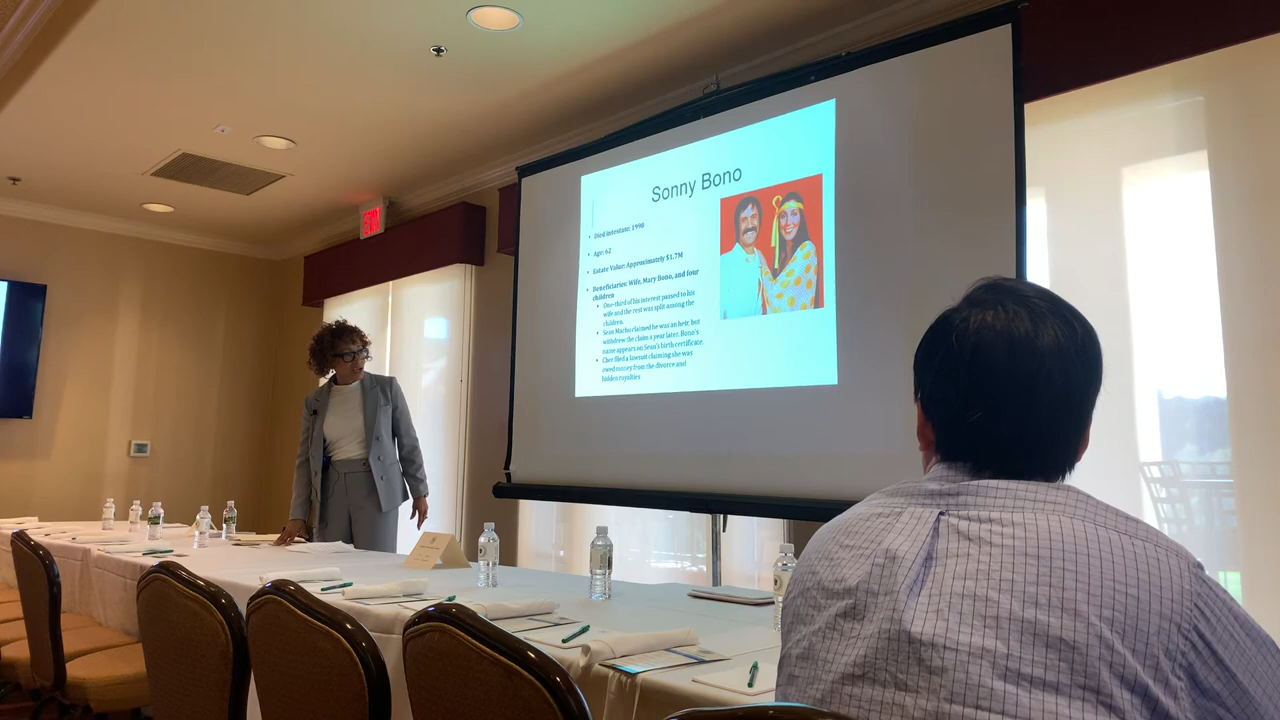 EXIT
Sonny Bono
• Died intestate: 1998
• Age: 62
• Estate Value: Approximately $1.7M
• Beneficiaries: Wife, Mary Bono, and four
children
• One-third of his interest passed to his
wife and the rest was split among the
children.
• Sean Machu claimed he was an heir, but
withdrew the claim a year later. Bono's
name appears on Sean's birth certificate.
• Cher filed a lawsuit claiming she was
owed money from the divorce and
hidden royalties